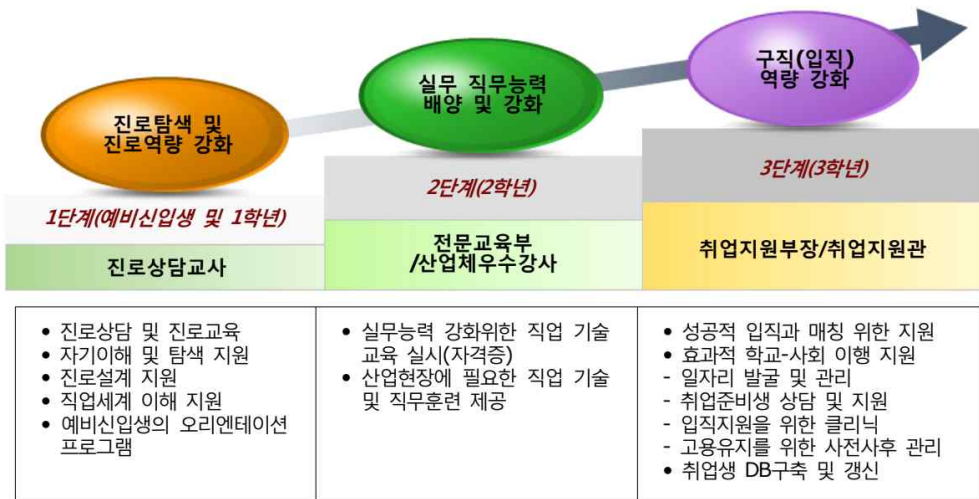 진로탐색 및
진로역량 강화
실무 직무능력
배양 및 강화
구직(입직)
역량 강화
1단계(예비신입생 및 1학년)
2단계(2학년)
3단계(3학년)
진로상담교사
전문교육부
/산업체우수강사
취업지원부장/취업지원관
• 진로상담 및 진로교육
• 자기이해 및 탐색 지원
• 진로설계 지원
• 직업세계 이해 지원
• 예비신입생의 오리엔테이션
프로그램
• 실무능력 강화위한 직업 기술
교육 실시(자격증)
• 산업현장에 필요한 직업 기술
및 직무훈련 제공
• 성공적 입직과 매칭 위한 지원
• 효과적 학교-사회 이행 지원
- 일자리 발굴 및 관리
- 취업준비생 상담 및 지원
- 입직지원을 위한 클리닉
- 고용유지를 위한 사전사후 관리
• 취업생 DB구축 및 갱신